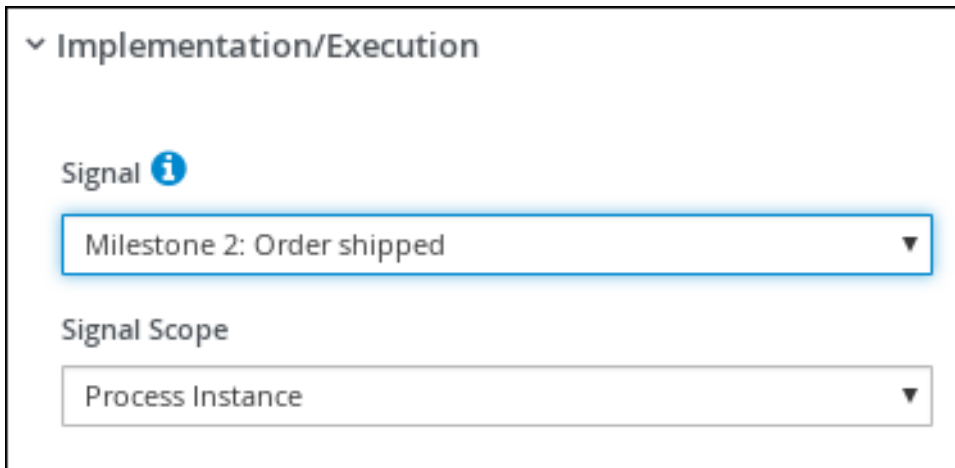 Implementation/Execution
Signal
Milestone 2: Order shipped
Signal Scope
Process Instance